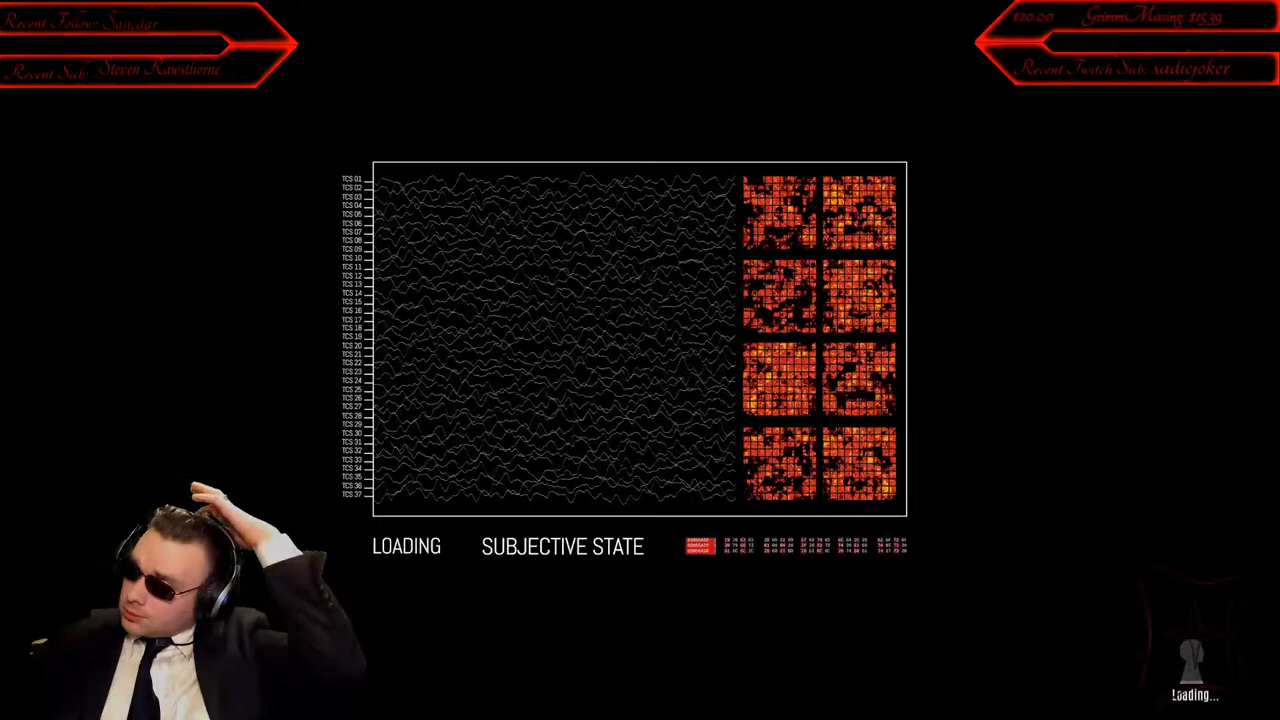 Recent Follow: Sandar
Recent Sub: Steven Rawsthorne
$20.00 GrimmMissing: $15.39
Recent Twitch Sub: sadicjoker
TCS 01
TCS 02
TCS 03
TCS 04
TCS 05
TCS 06
TCS 07
TCS 08
TCS 09
TCS 10
TCS 11
TCS 12
TCS 13
TCS 14
TCS 15
TCS 16
TCS 17
TCS 18
TCS 19
TCS 20
TCS 21
TCS 22
TCS 23
TCS 24
TCS 25
TCS 26
TCS 27
TCS 28
TCS 29
TCS 30
TCS 31
TCS 32
TCS 33
TCS 34
TCS 35
TCS 36
TCS 37
LOADING SUBJECTIVE STATE
Loading...